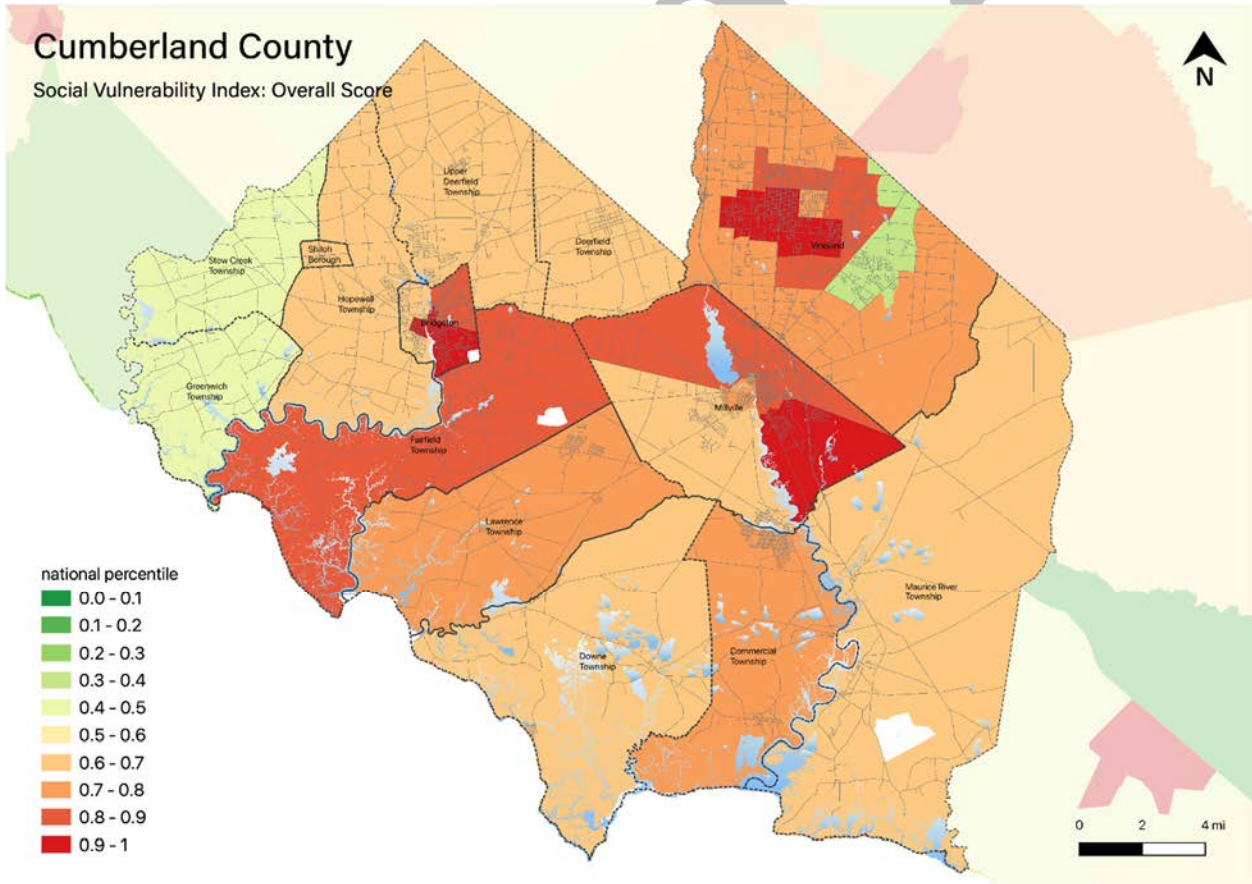 Cumberland County
Social Vulnerability Index: Overall Score
N
Upper
Deerfield
Township
Deerfield
Township
Shiloh
Borough
Stow Creek
Township
Vineland
Hopewell
Township
Bridgeton
Greenwich
Township
Millville
Fairfield
Township
Lawrence
Township
Maurice River
Township
Downe
Township
Commercial
Township
national percentile
0.0 - 0.1
0.1 - 0.2
0.2 - 0.3
0.3 - 0.4
0.4 - 0.5
0.5 - 0.6
0.6 - 0.7
0.7 - 0.8
0.8 - 0.9
0.9 - 1
0 2 4 mi